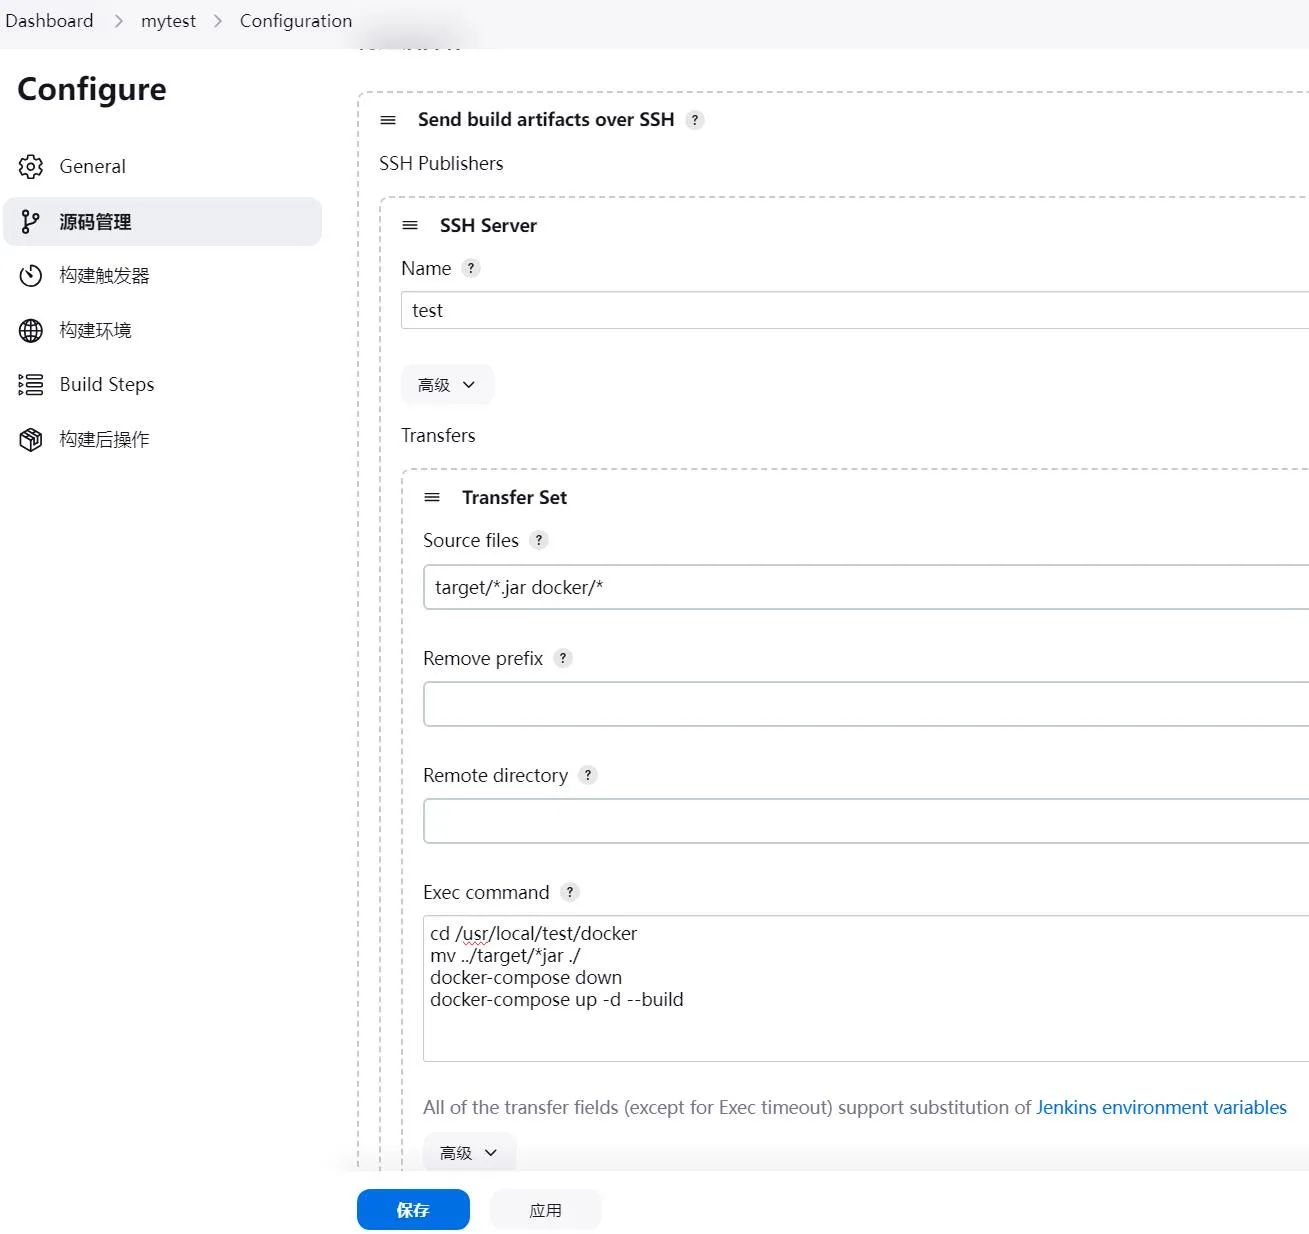 Dashboard > mytest > Configuration
Configure
General
源码管理
构建触发器
构建环境
Build Steps
构建后操作
Send build artifacts over SSH ?
SSH Publishers
SSH Server
Name ?
test
高级
Transfers
Transfer Set
Source files ?
target/*.jar docker/*
Remove prefix ?
Remote directory ?
Exec command ?
cd /usr/local/test/docker
mv ../target/*jar ./
docker-compose down
docker-compose up -d --build
All of the transfer fields (except for Exec timeout) support substitution of Jenkins environment variables
高级
保存
应用